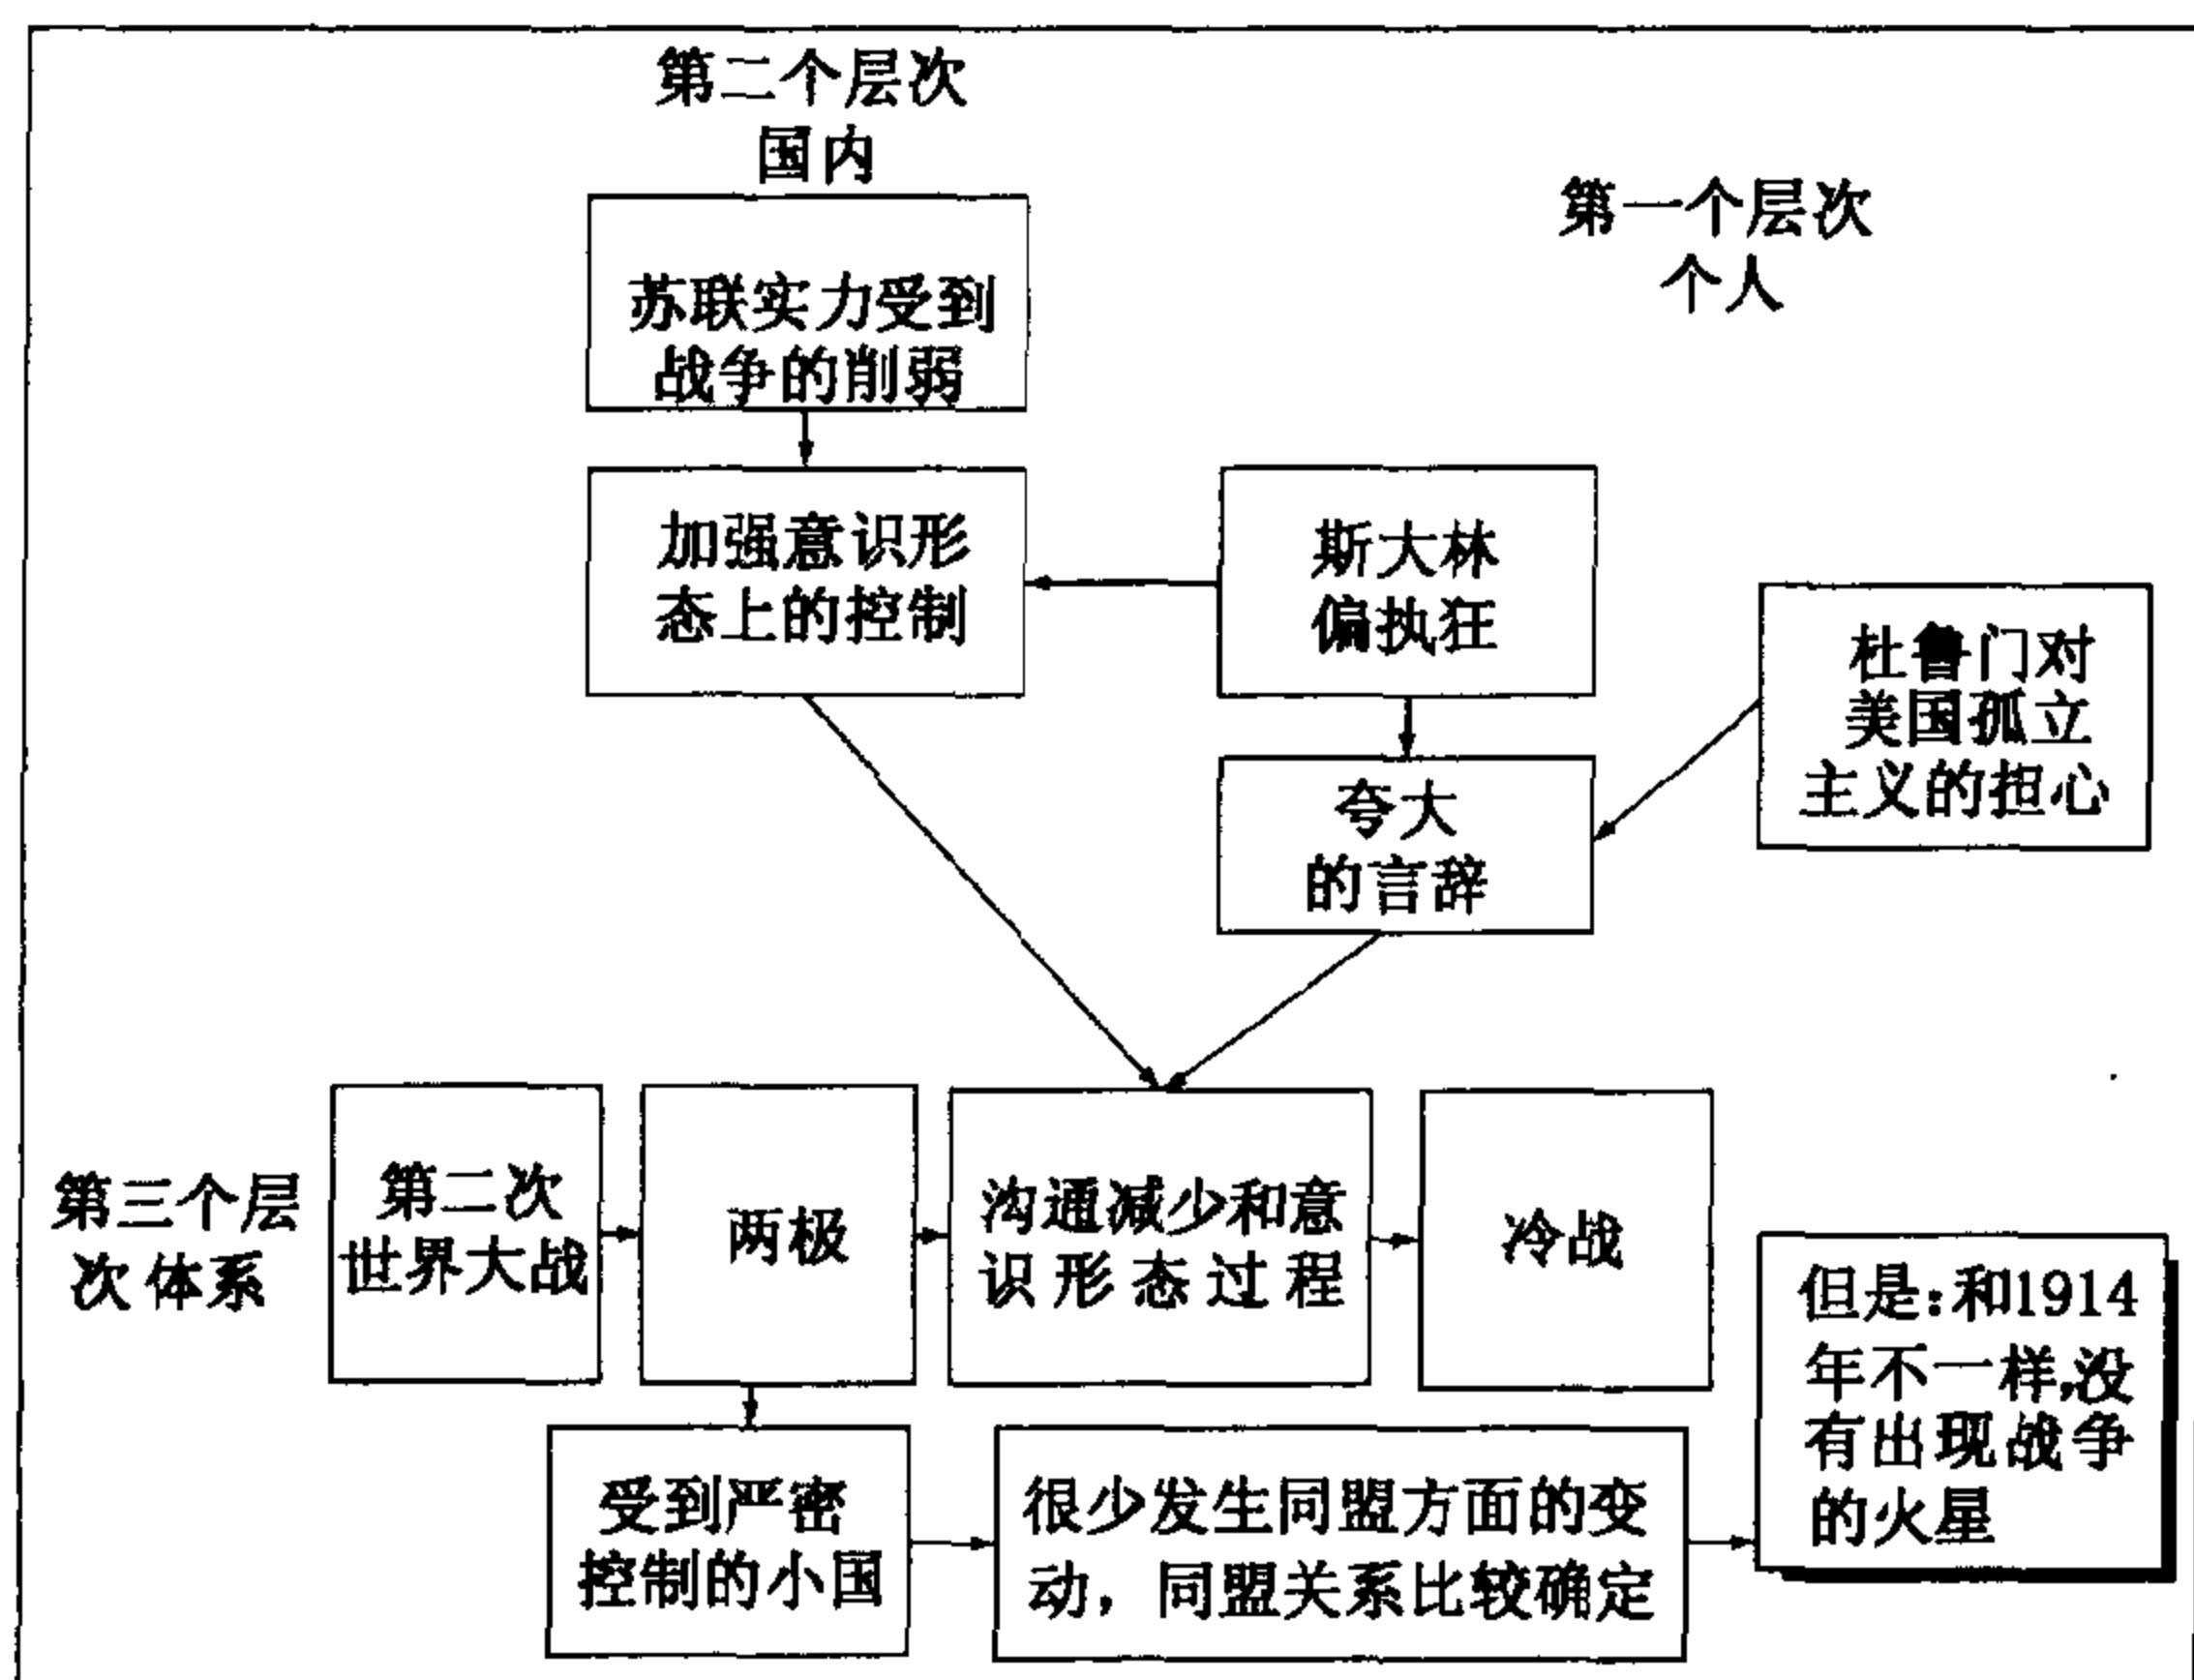 第二个层次
国内
第一个层次
个人
苏联实力受到
战争的削弱
加强意识形
态上的控制
斯大林
偏执狂
杜鲁门对
美国孤立
主义的担心
夸大
的言辞
第三个层
次体系
第二次
世界大战
两极
沟通减少和意
识形态过程
冷战
但是:和1914
年不一样,没
有出现战争
的火星
受到严密
控制的小国
很少发生同盟方面的变
动，同盟关系比较确定